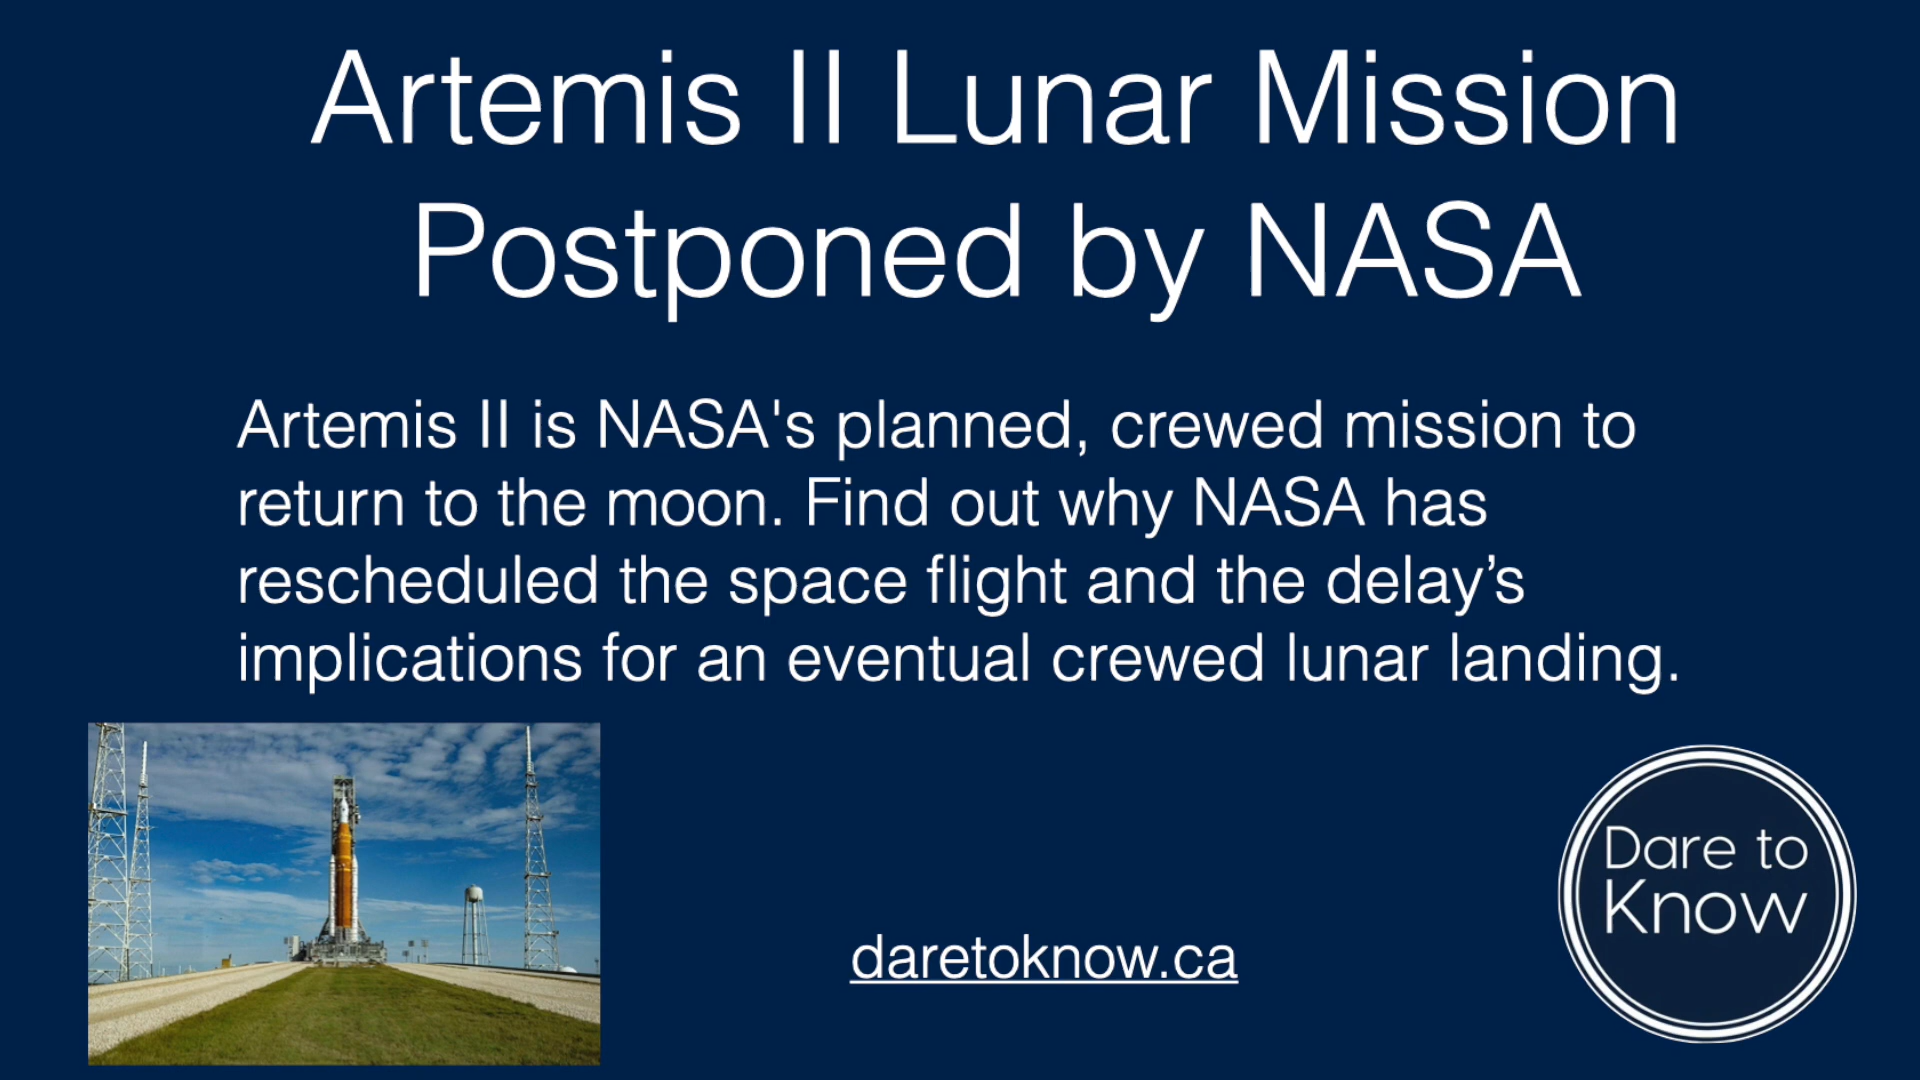 Artemis II Lunar Mission
Postponed by NASA
Artemis II is NASA's planned, crewed mission to
return to the moon. Find out why NASA has
rescheduled the space flight and the delay’s
implications for an eventual crewed lunar landing.
daretoknow.ca
Dare to
Know